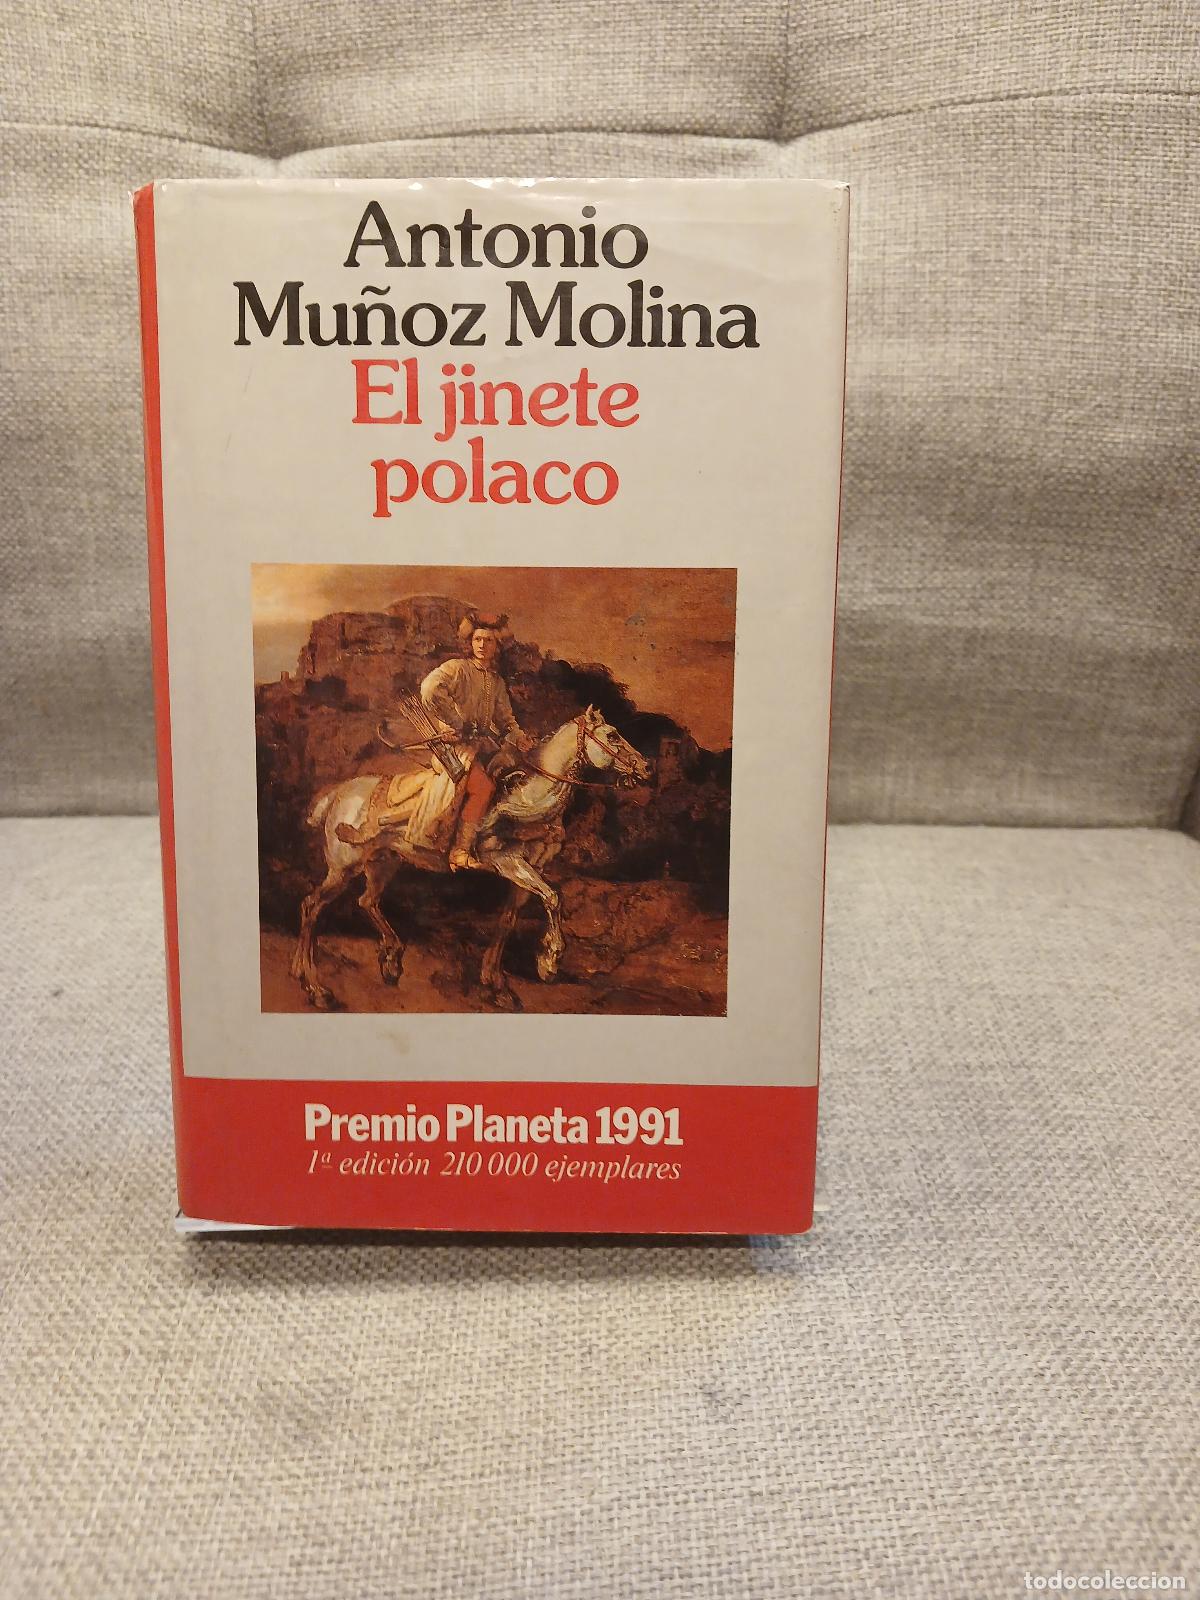 Antonio
Muñoz Molina
El jinete
polaco
Premio Planeta 1991
1ª edición 210 000 ejemplares
todocoleccion